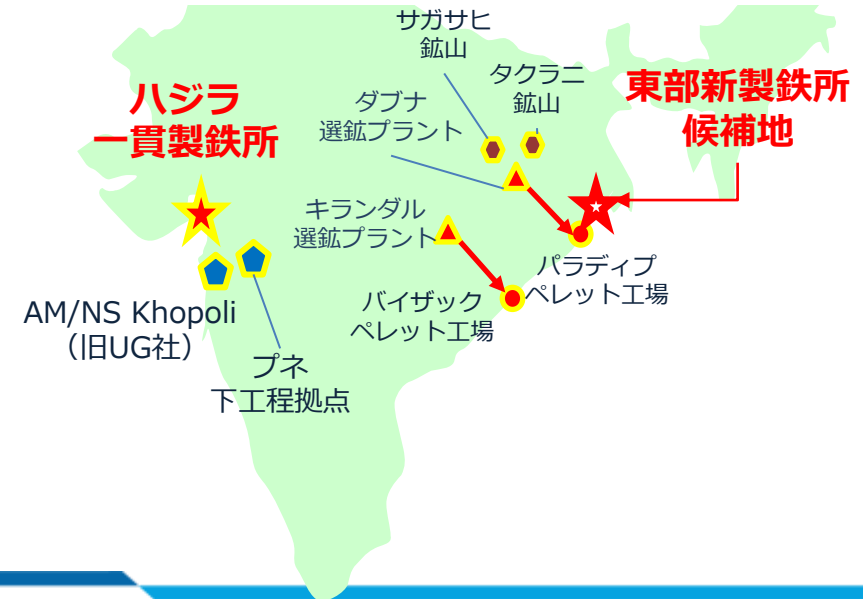 サガサヒ
鉱山
タクラニ
鉱山
東部新製鉄所
候補地
ハジラ
一貫製鉄所
ダブナ
選鉱プラント
キランダル
選鉱プラント
パラディプ
ペレット工場
バイザック
ペレット工場
AM/NS Khopoli
（旧UG社）
プネ
下工程拠点